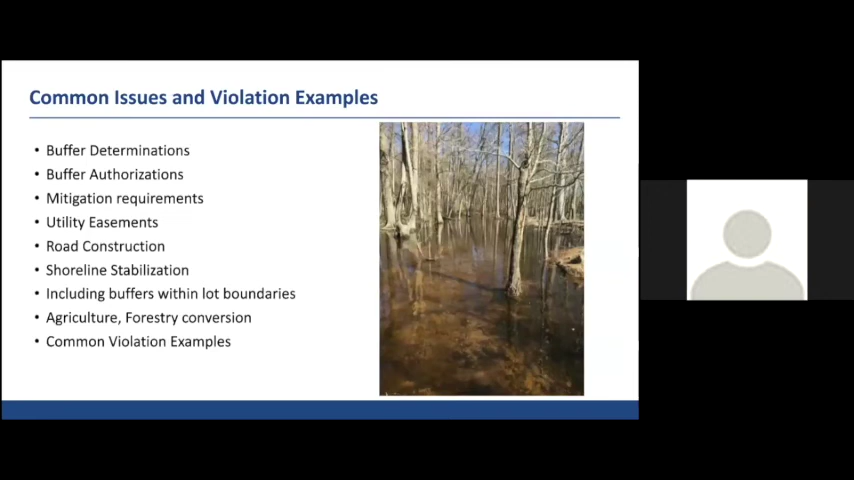 Common Issues and Violation Examples
• Buffer Determinations
• Buffer Authorizations
• Mitigation requirements
• Utility Easements
• Road Construction
• Shoreline Stabilization
• Including buffers within lot boundaries
• Agriculture, Forestry conversion
• Common Violation Examples